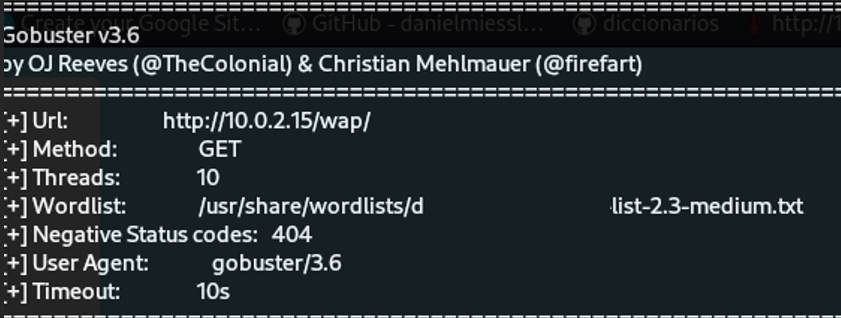 Create your Google Sit... GitHub - danielmiessl... diccionarios http://1
================================================
Gobuster v3.6
by OJ Reeves (@TheColonial) & Christian Mehlmauer (@firefart)
================================================
[+] Url: http://10.0.2.15/wap/
[+] Method: GET
[+] Threads: 10
[+] Wordlist: /usr/share/wordlists/d list-2.3-medium.txt
[+] Negative Status codes: 404
[+] User Agent: gobuster/3.6
[+] Timeout: 10s
================================================